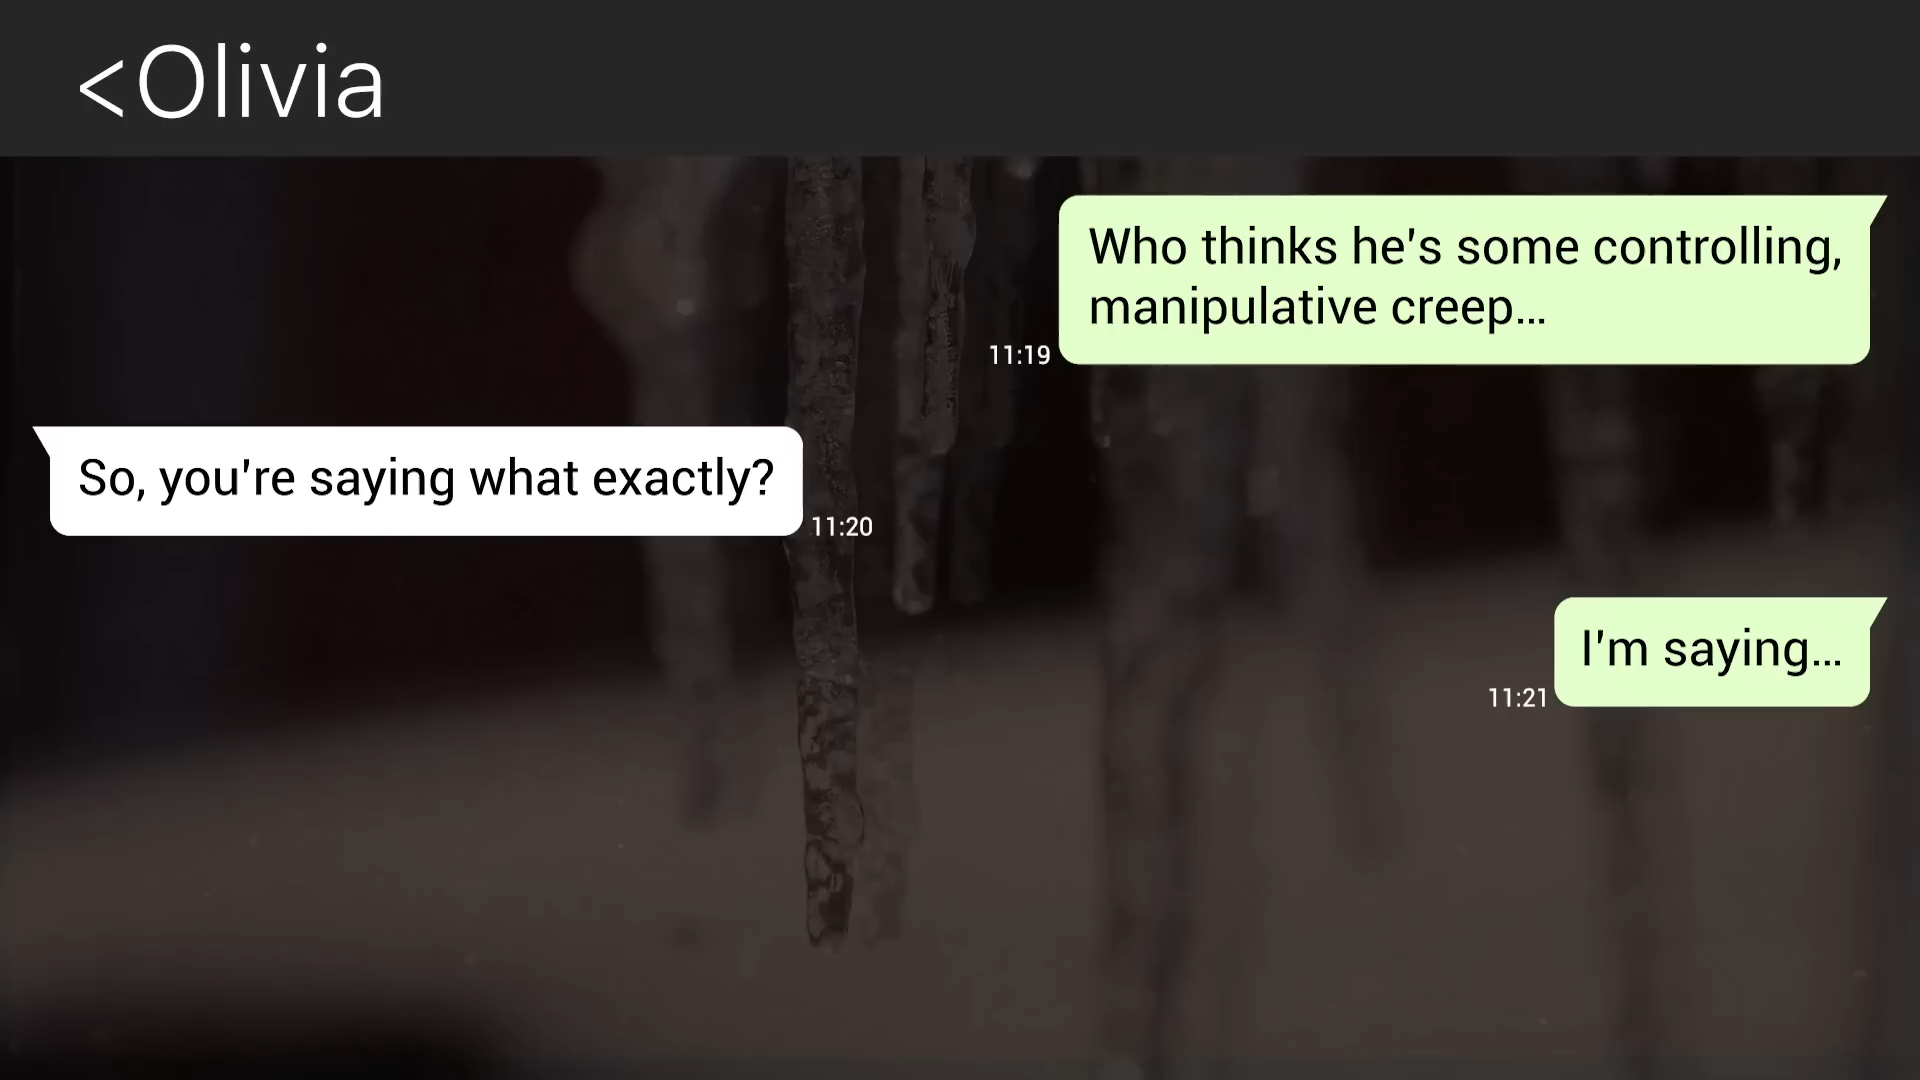 <Olivia
Who thinks he's some controlling,
manipulative creep...
11:19
So, you're saying what exactly?
11:20
I'm saying...
11:21